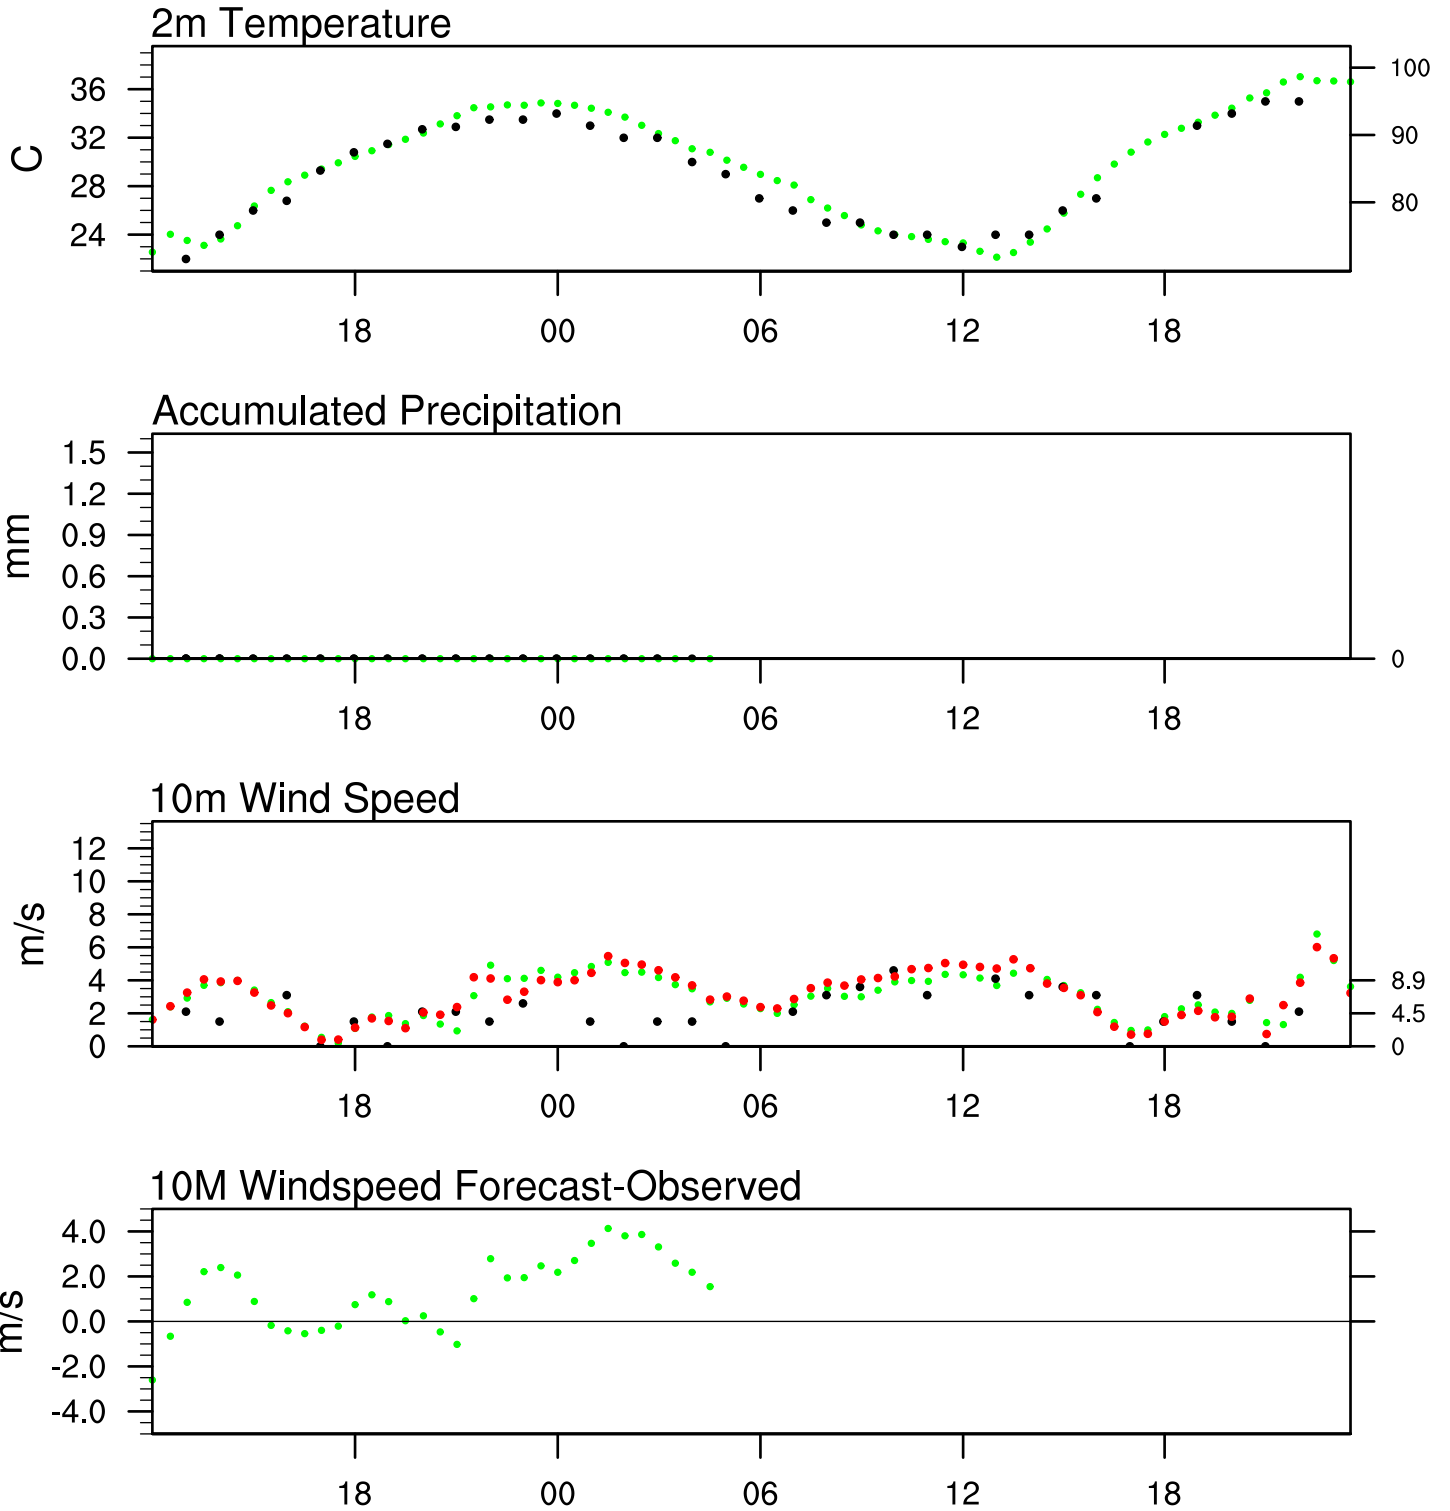 2m Temperature
C
36
32
28
24
100
90
80
18 00 06 12 18
Accumulated Precipitation
mm
1.5
1.2
0.9
0.6
0.3
0.0
0
18 00 06 12 18
10m Wind Speed
m/s
12
10
8
6
4
2
0
8.9
4.5
0
18 00 06 12 18
10M Windspeed Forecast-Observed
m/s
4.0
2.0
0.0
-2.0
-4.0
18 00 06 12 18